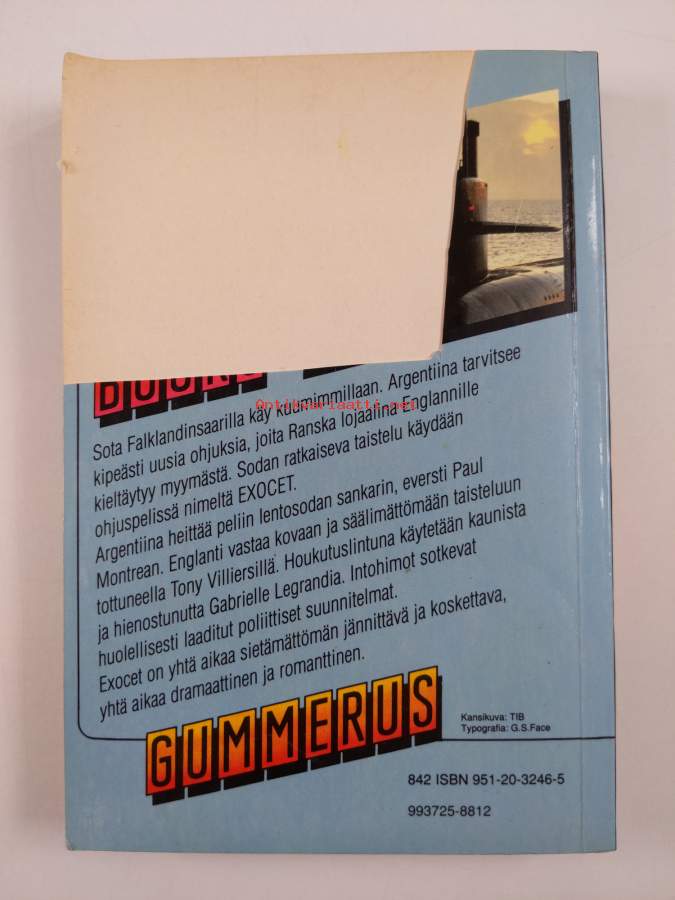 Sota Falklandinsaarilla käy kuumimmillaan. Argentiina tarvitsee
Antikvariaatti.net
kipeästi uusia ohjuksia, joita Ranska lojaalina Englannille
kieltäytyy myymästä. Sodan ratkaiseva taistelu käydään
ohjuspelissä nimeltä EXOCET.
Argentiina heittää peliin lentosodan sankarin, eversti Paul
Montrean. Englanti vastaa kovaan ja säälimättömään taisteluun
tottuneella Tony Villiersillä. Houkutuslintuna käytetään kaunista
ja hienostunutta Gabrielle Legrandia. Intohimot sotkevat
huolellisesti laaditut poliittiset suunnitelmat.
Exocet on yhtä aikaa sietämättömän jännittävä ja koskettava,
yhtä aikaa dramaattinen ja romanttinen.
GUMMERUS
Kansikuva: TIB
Typografia: G.S.Face
842 ISBN 951-20-3246-5
993725-8812